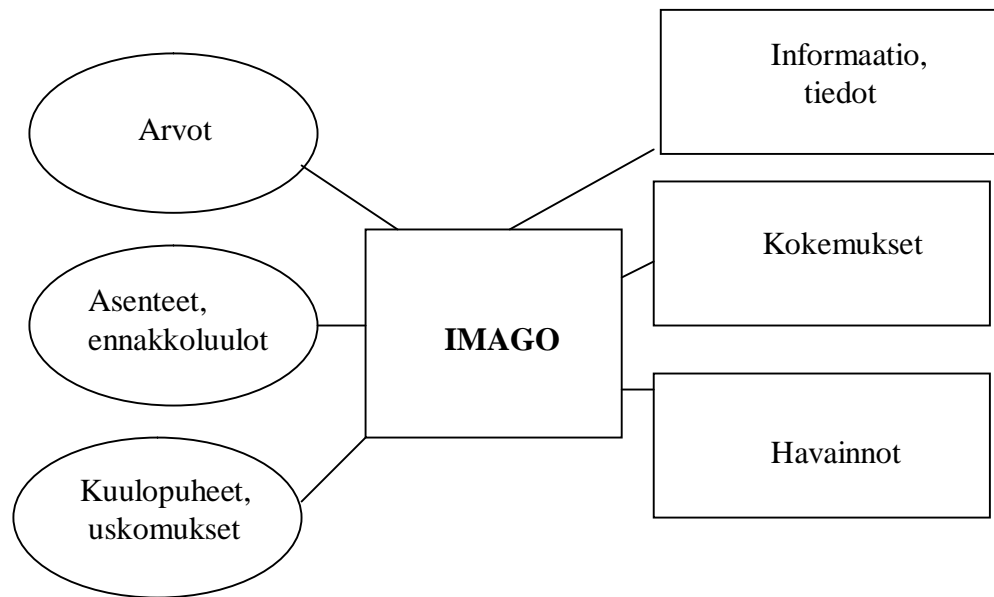 Arvot
Asenteet,
ennakkoluulot
Kuulopuheet,
uskomukset
IMAGO
Informaatio,
tiedot
Kokemukset
Havainnot